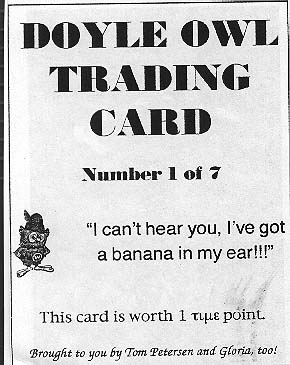 DOYLE OWL
TRADING
CARD
Number 1 of 7
“I can't hear you, I've got
a banana in my ear!!!”
This card is worth 1 τιμε point.
Brought to you by Tom Petersen and Gloria, too!